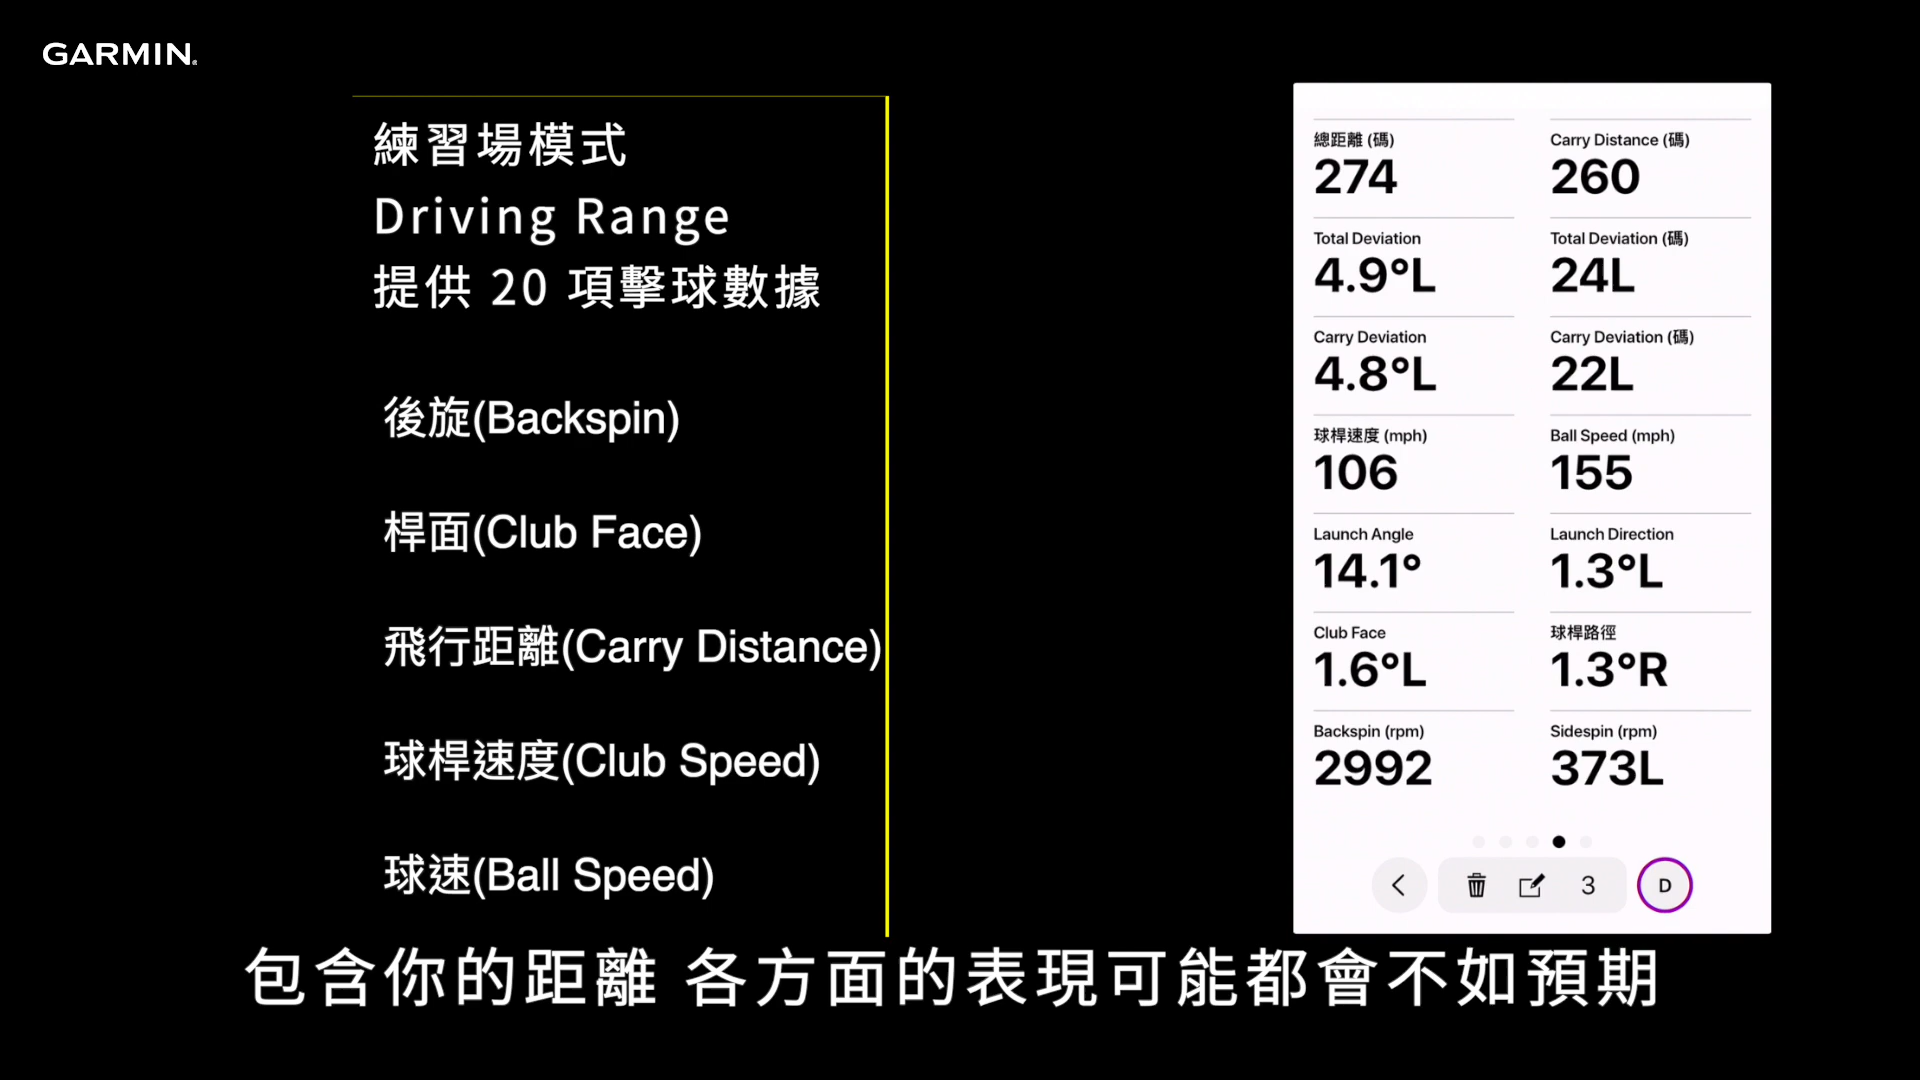 GARMIN
練習場模式
Driving Range
提供 20 項擊球數據
後旋(Backspin)
桿面(Club Face)
飛行距離(Carry Distance)
球桿速度(Club Speed)
球速(Ball Speed)
總距離 (碼)
274
Carry Distance (碼)
260
Total Deviation
4.9°L
Total Deviation (碼)
24L
Carry Deviation
4.8°L
Carry Deviation (碼)
22L
球桿速度 (mph)
106
Ball Speed (mph)
155
Launch Angle
14.1°
Launch Direction
1.3°L
Club Face
1.6°L
球桿路徑
1.3°R
Backspin (rpm)
2992
Sidespin (rpm)
373L
3
D
包含你的距離 各方面的表現可能都會不如預期